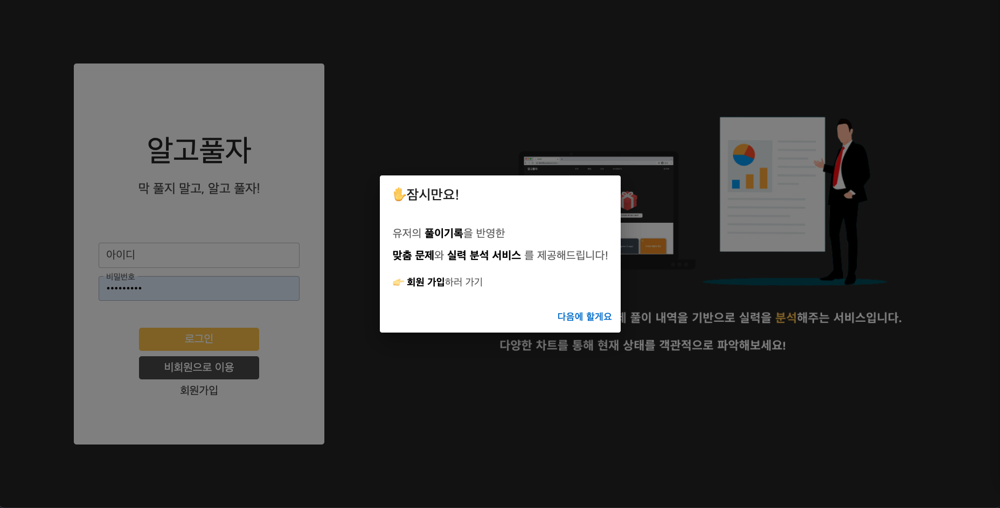 알고풀자
막 풀지 말고, 알고 풀자!
아이디
비밀번호
•••••••••
로그인
비회원으로 이용
회원가입
✋잠시만요!
유저의 풀이기록을 반영한
맞춤 문제와 실력 분석 서비스 를 제공해드립니다!
👉 회원 가입하러 가기
다음에 할게요
알고풀자
풀이 내역을 기반으로 실력을 분석해주는 서비스입니다.
다양한 차트를 통해 현재 상태를 객관적으로 파악해보세요!